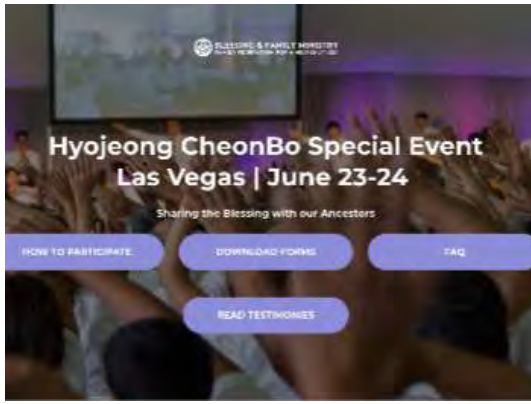 BLESSING & FAMILY MINISTRY
Hyojeong CheonBo Special Event
Las Vegas | June 23-24
Sharing the Blessing with our Ancestors
HOW TO PARTICIPATE
DOWNLOAD FORMS
FAQ
READ TESTIMONIES